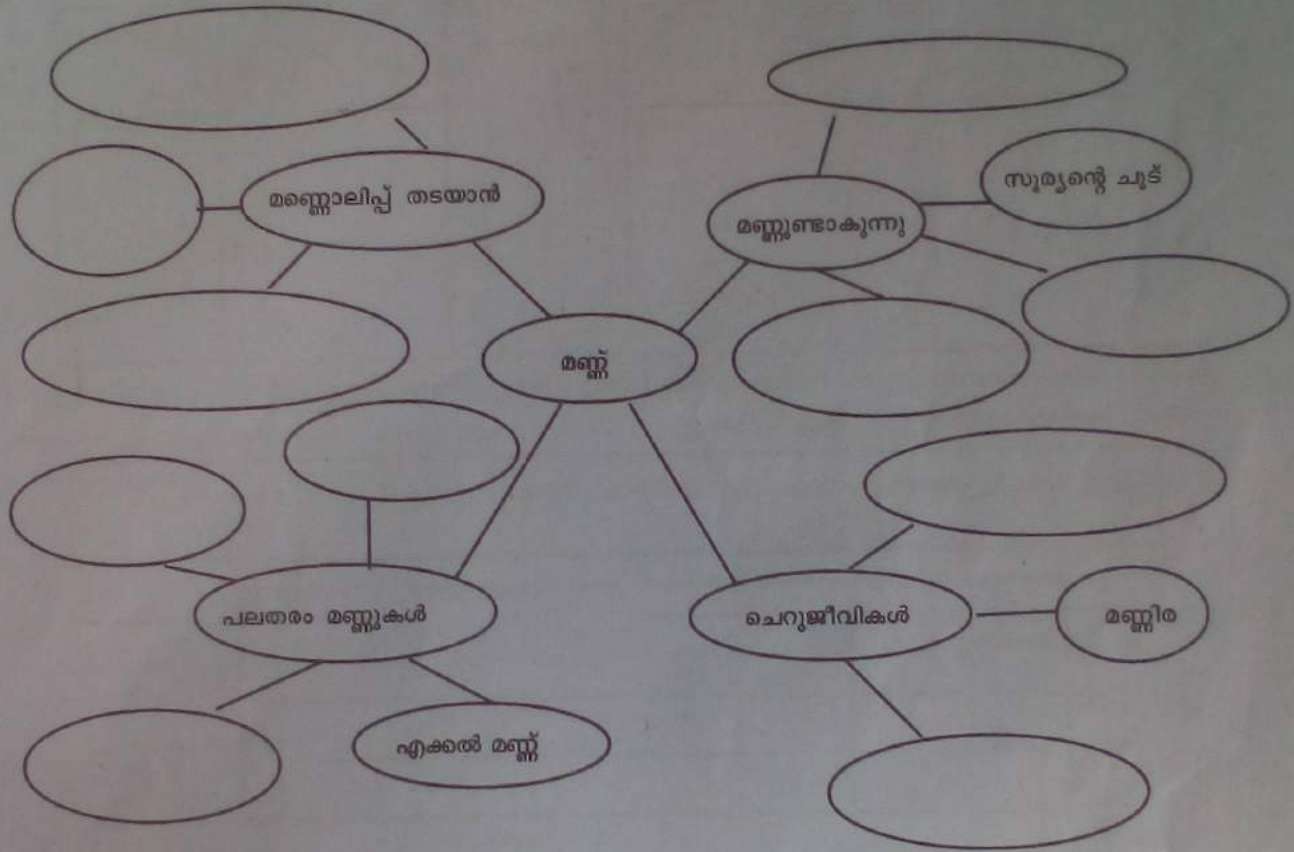 മണ്ണൊലിപ്പ് തടയാൻ
സൂര്യന്റെ ചൂട്
മണ്ണുണ്ടാകുന്നു
മണ്ണ്
പലതരം മണ്ണുകൾ
ചെറുജീവികൾ
മണ്ണിര
എക്കൽ മണ്ണ്